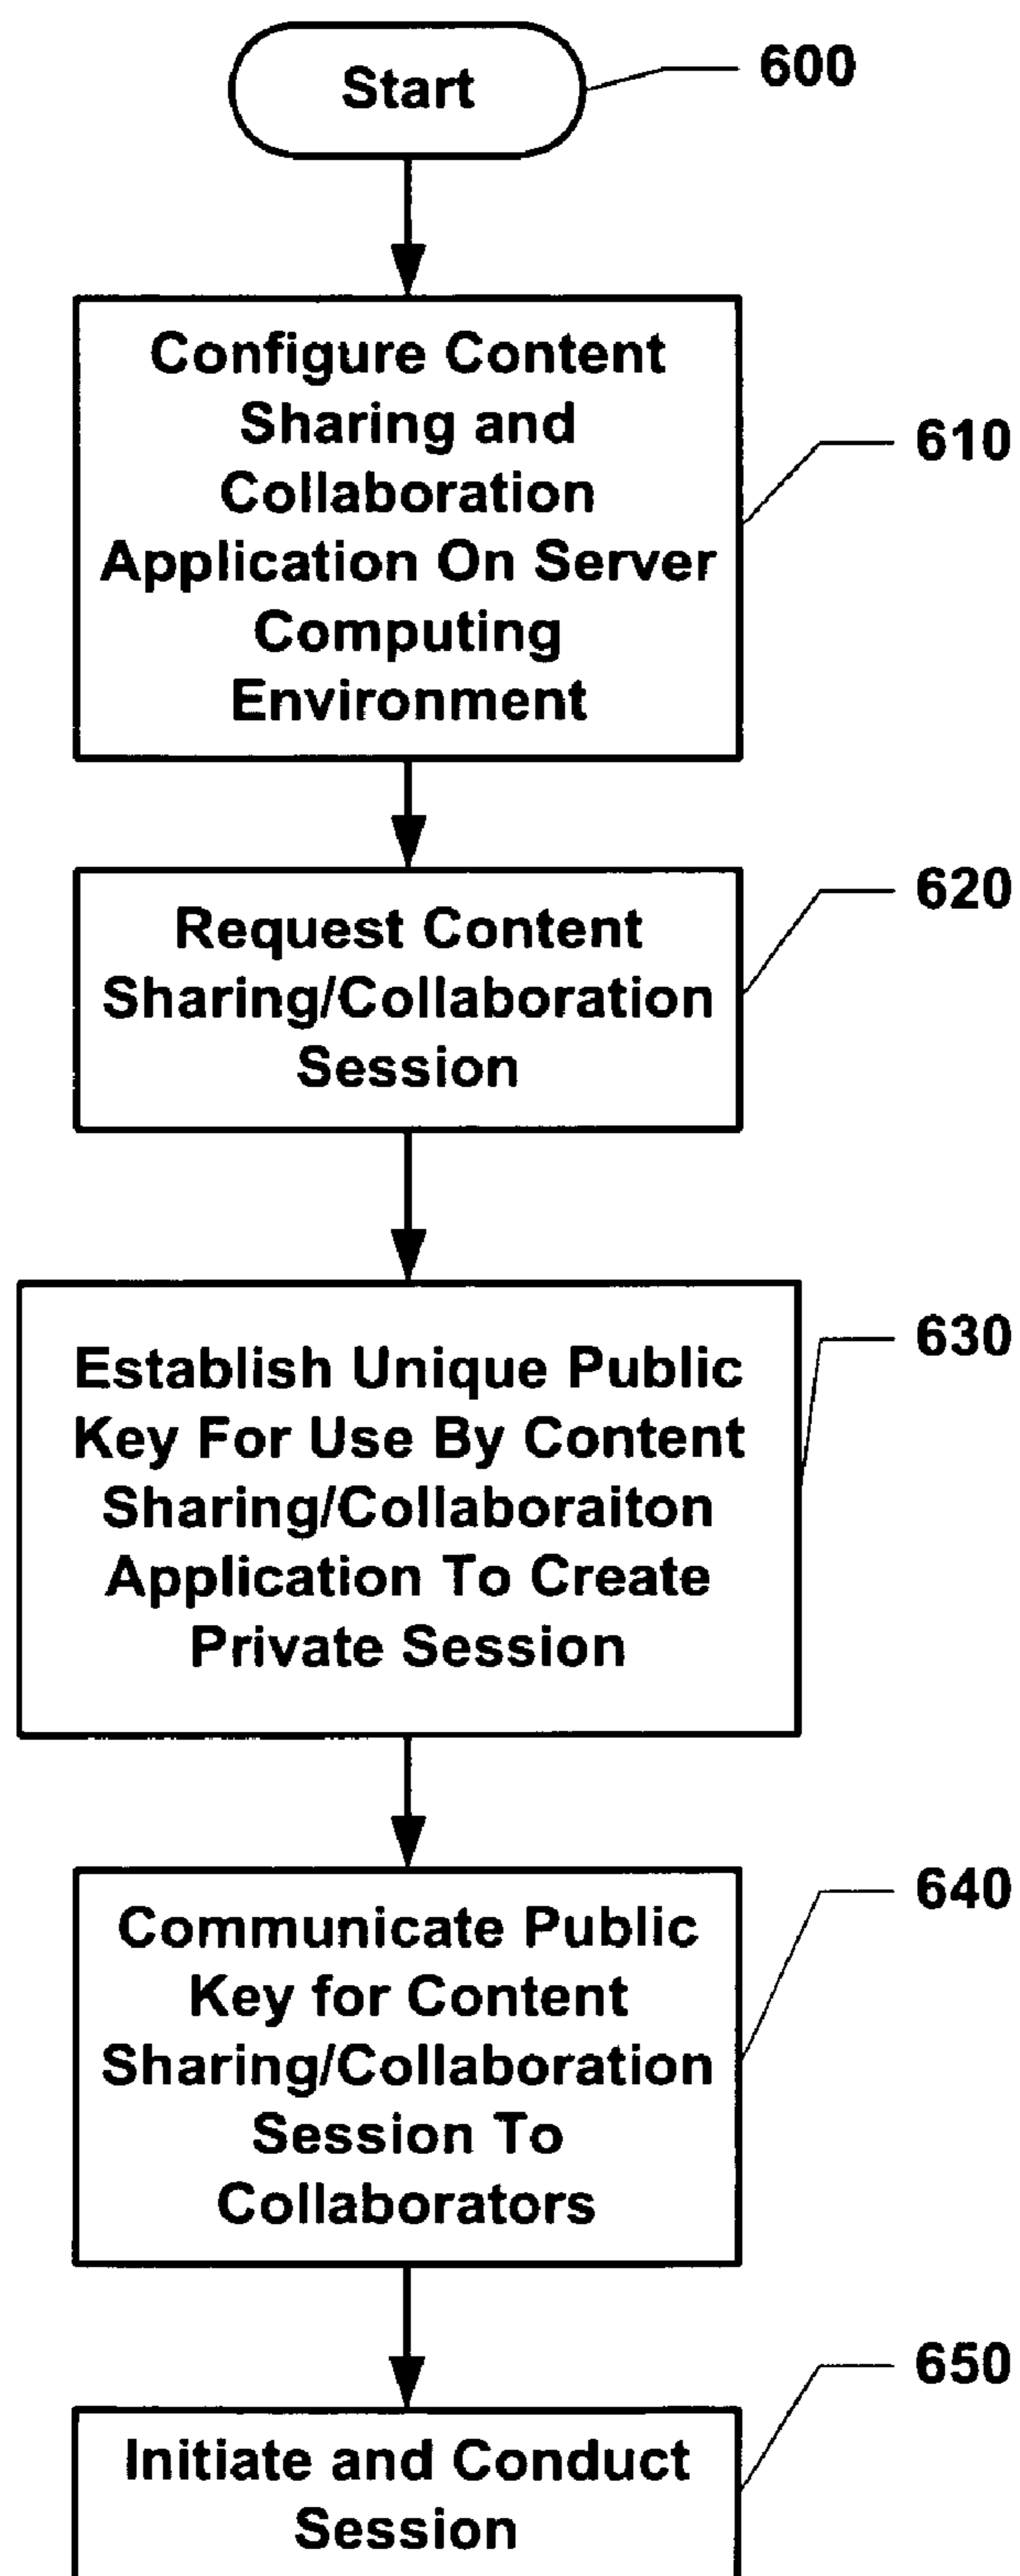 Start
600
Configure Content
Sharing and
Collaboration
Application On Server
Computing
Environment
610
Request Content
Sharing/Collaboration
Session
620
Establish Unique Public
Key For Use By Content
Sharing/Collaboraiton
Application To Create
Private Session
630
Communicate Public
Key for Content
Sharing/Collaboration
Session To
Collaborators
640
Initiate and Conduct
Session
650